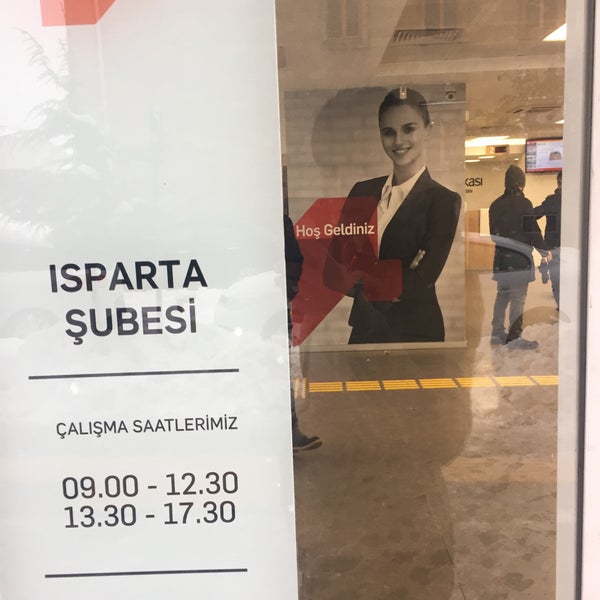 ISPARTA
ŞUBESİ
ÇALIŞMA SAATLERİMİZ
09.00 - 12.30
13.30 - 17.30
Hoş Geldiniz